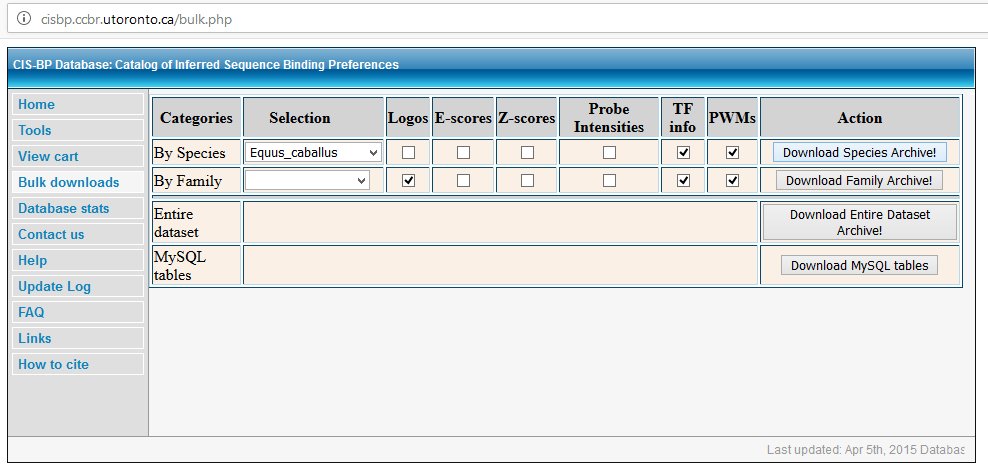 cisbp.ccbr.utoronto.ca/bulk.php
CIS-BP Database: Catalog of Inferred Sequence Binding Preferences
Home
Tools
View cart
Bulk downloads
Database stats
Contact us
Help
Update Log
FAQ
Links
How to cite
Categories Selection Logos E-scores Z-scores Probe Intensities TF info PWMs Action
By Species Equus_caballus Download Species Archive!
By Family Download Family Archive!
Entire dataset Download Entire Dataset Archive!
MySQL tables Download MySQL tables
Last updated: Apr 5th, 2015 Databas